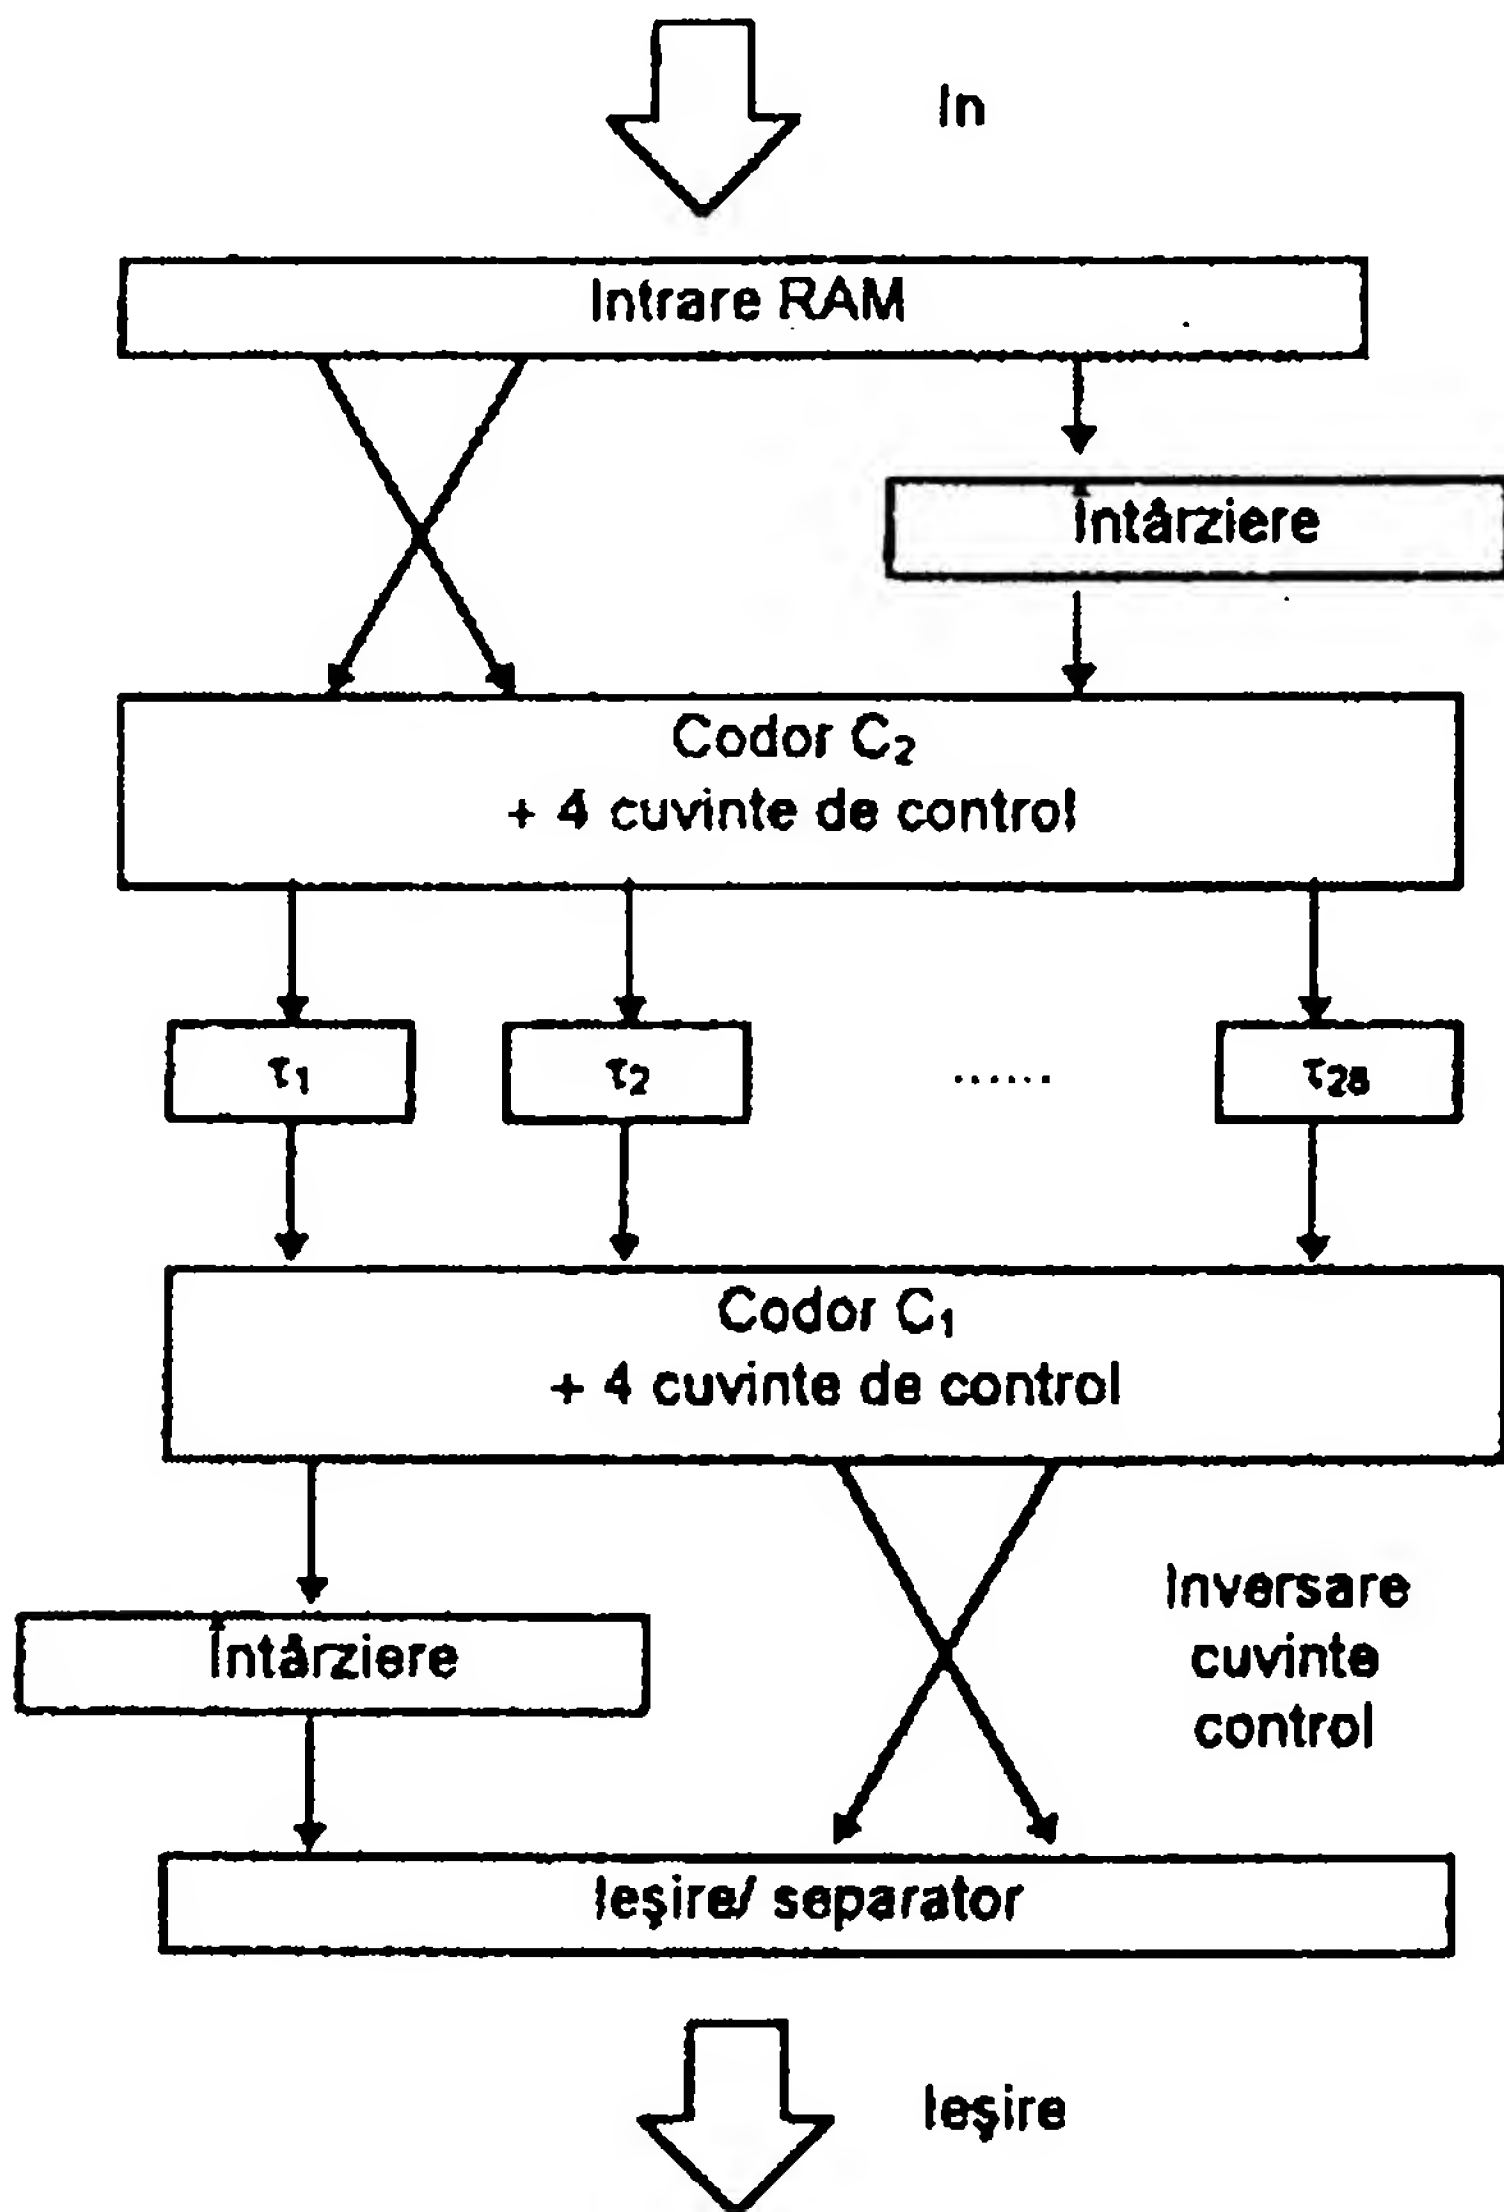 In
Intrare RAM
Întârziere
Codor C₂
+ 4 cuvinte de control
τ₁ τ₂ ...... τ₂₈
Codor C₁
+ 4 cuvinte de control
Întârziere
Inversare
cuvinte
control
Ieşire/ separator
Ieşire